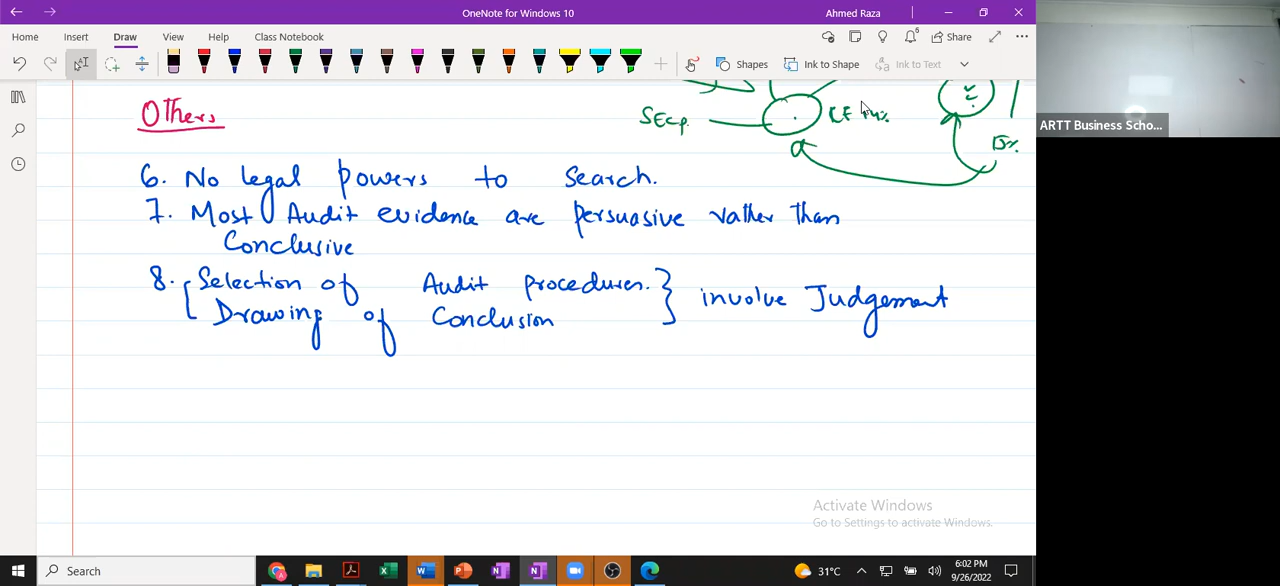 OneNote for Windows 10
Ahmed Raza
Home Insert Draw View Help Class Notebook
Share
Shapes Ink to Shape Ink to Text
ARTT Business Scho...
Others
SECP.
15%
6. No legal powers to search.
7. Most Audit evidence are persuasive rather than
Conclusive
8. Selection of Audit procedures. involve Judgement
Drawing of Conclusion
Activate Windows
Go to Settings to activate Windows.
Search
31°C
6:02 PM
9/26/2022